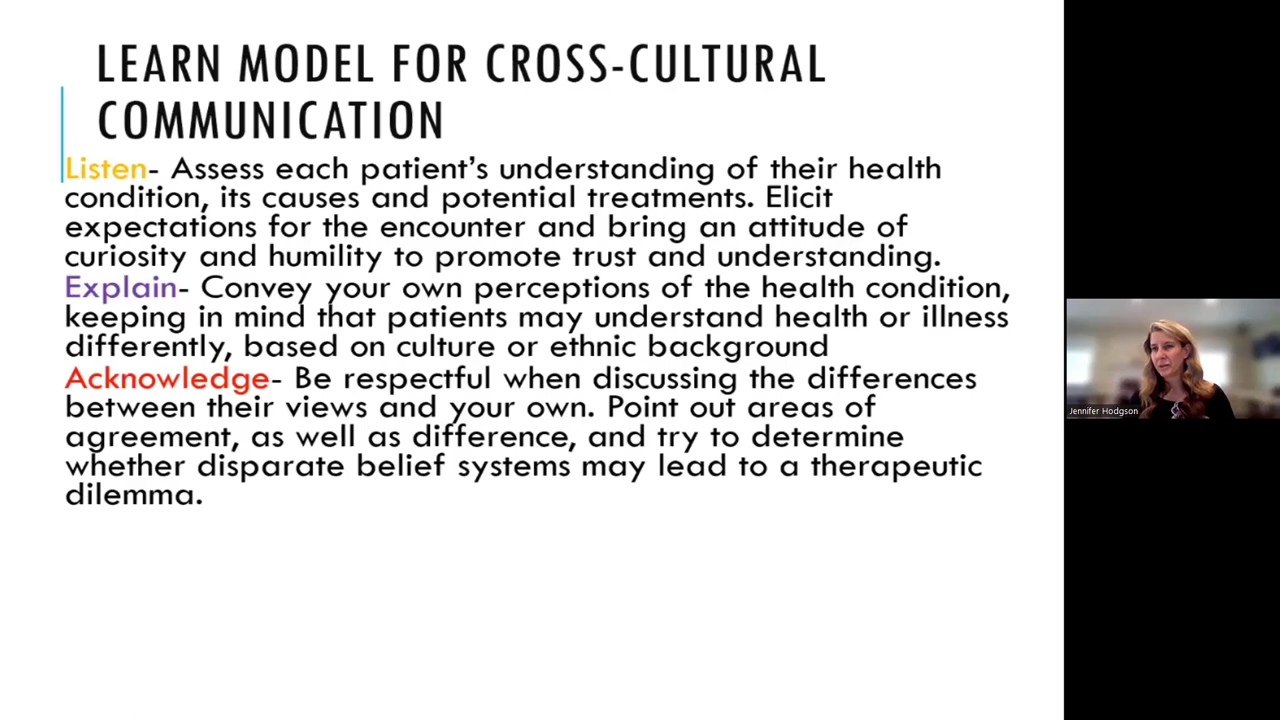 LEARN MODEL FOR CROSS-CULTURAL
COMMUNICATION
Listen- Assess each patient's understanding of their health
condition, its causes and potential treatments. Elicit
expectations for the encounter and bring an attitude of
curiosity and humility to promote trust and understanding.
Explain- Convey your own perceptions of the health condition,
keeping in mind that patients may understand health or illness
differently, based on culture or ethnic background
Acknowledge- Be respectful when discussing the differences
between their views and your own. Point out areas of
agreement, as well as difference, and try to determine
whether disparate belief systems may lead to a therapeutic
dilemma.
Jennifer Hodgson